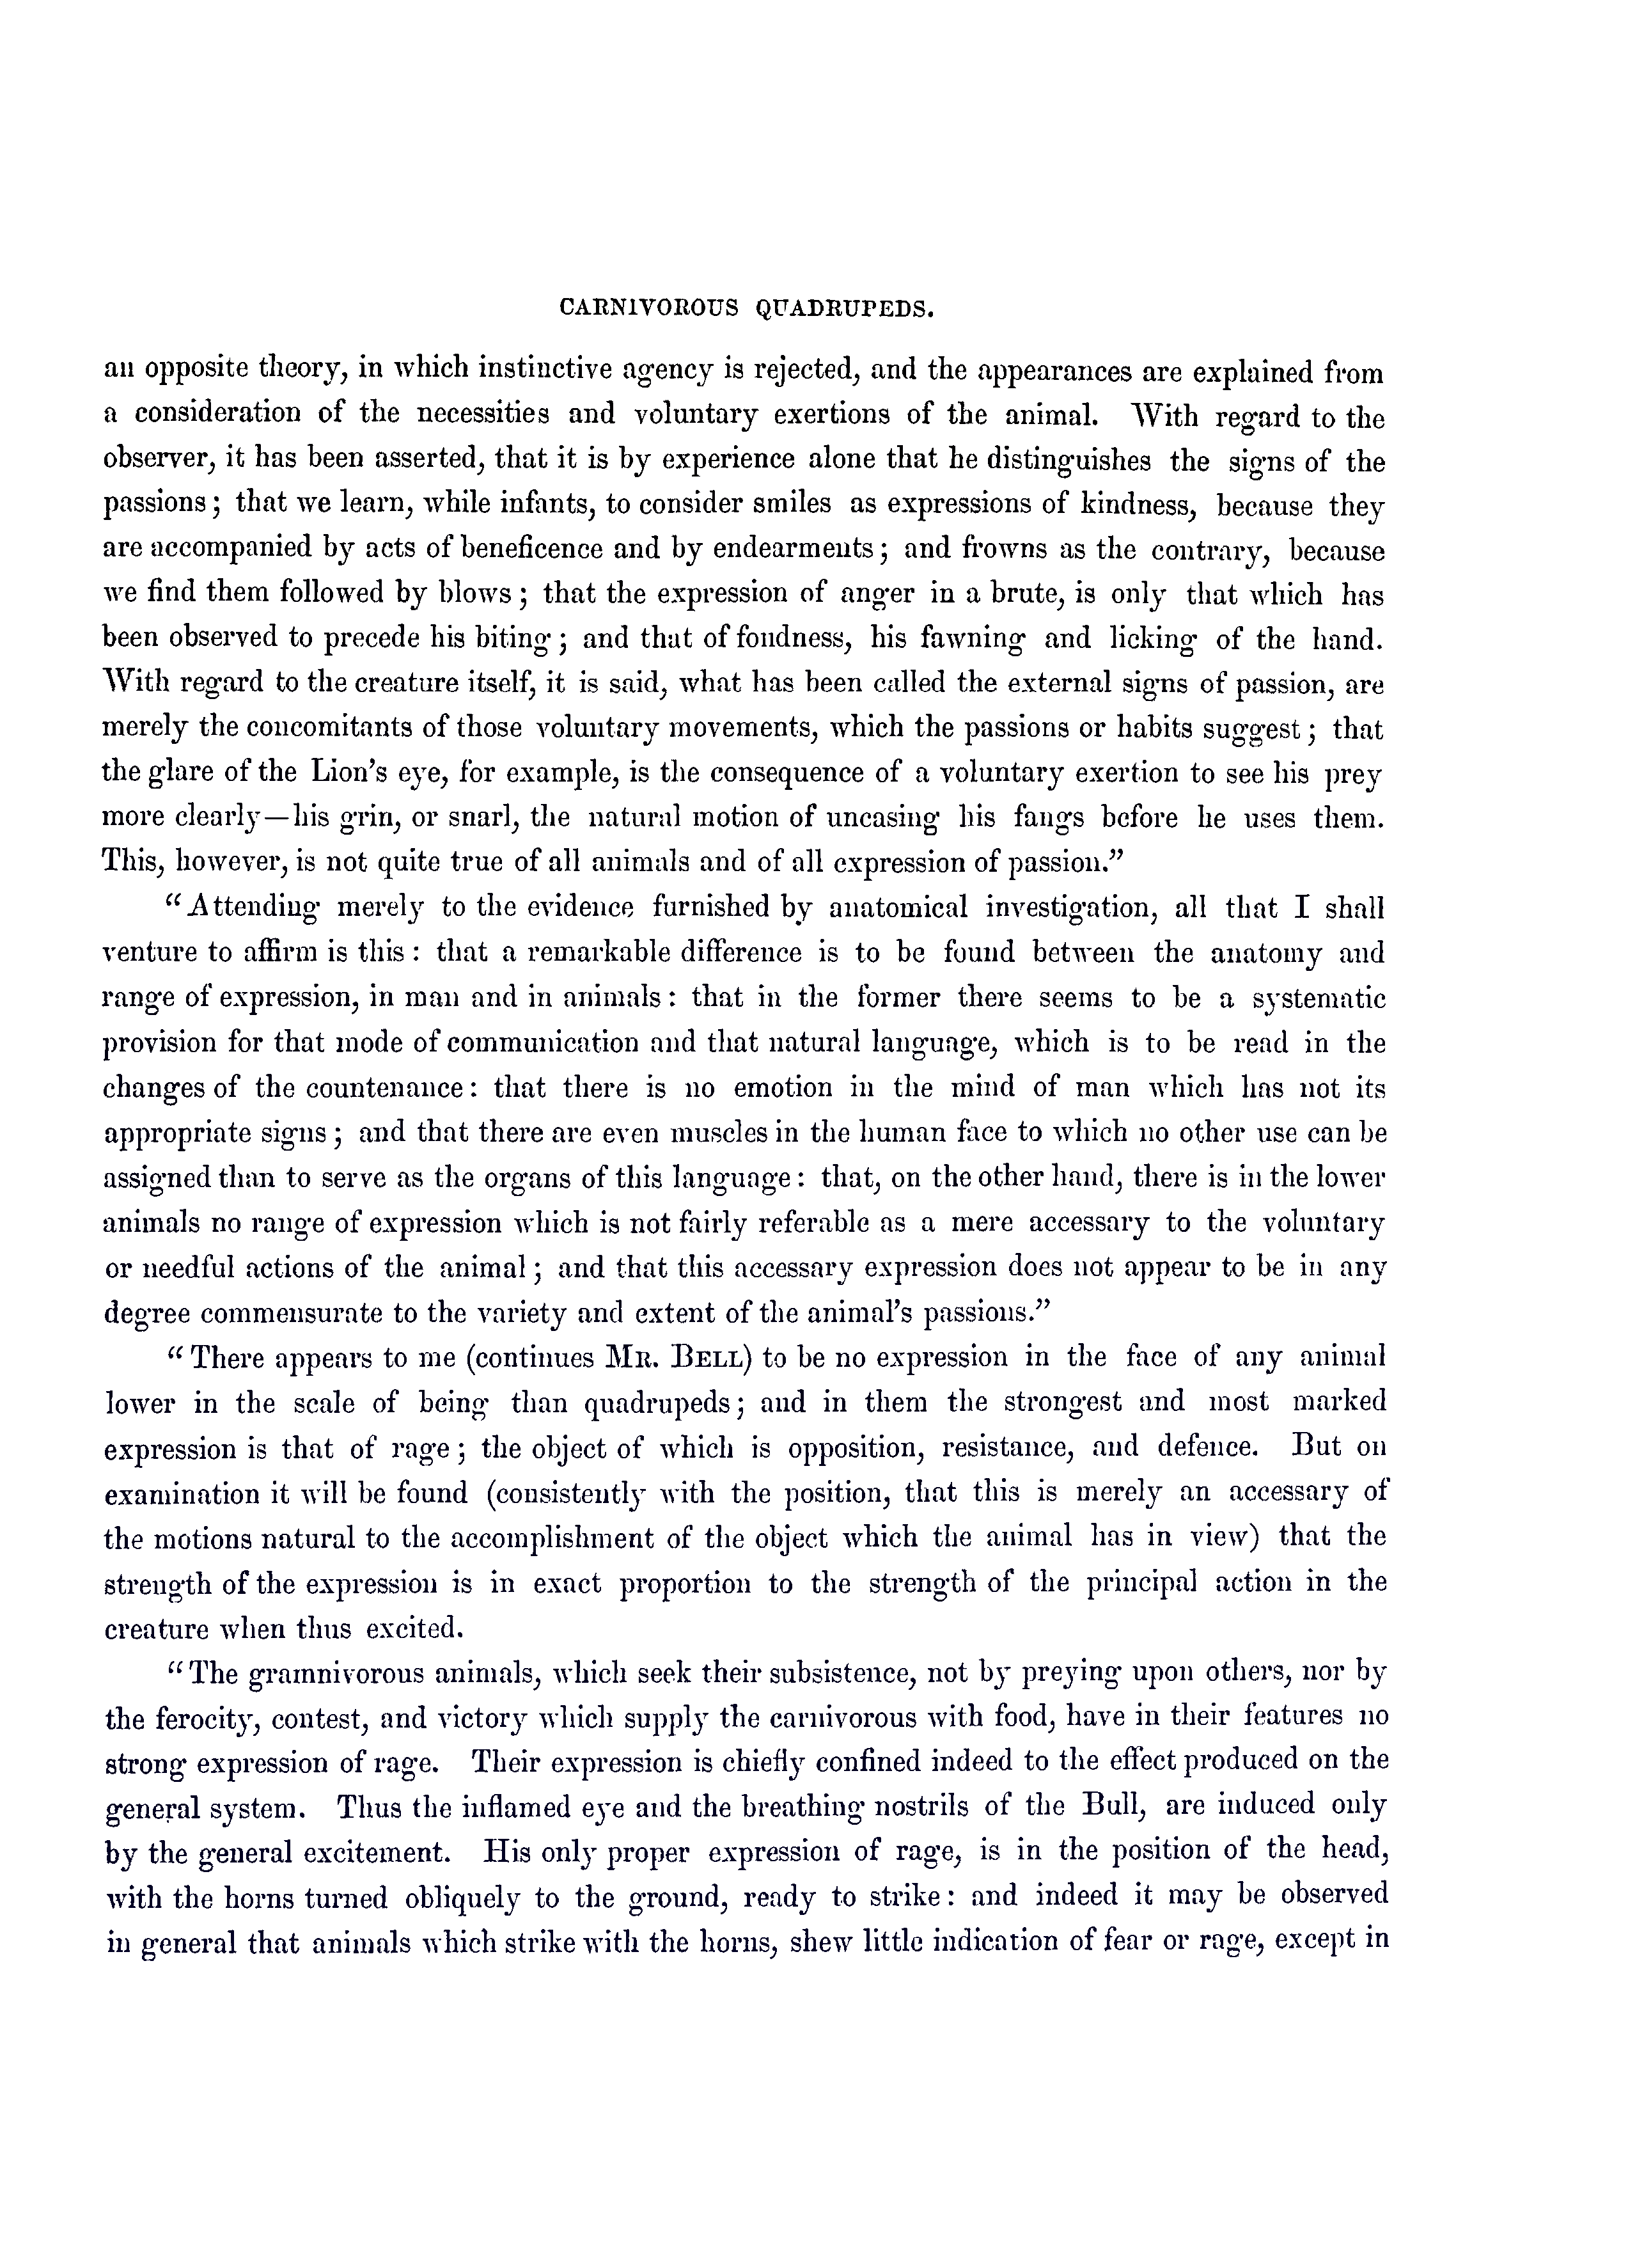 CARNIVOROUS QUADRUPEDS.
an opposite theory, in which instinctive agency is rejected, and the appearances are explained from
a consideration of the necessities and voluntary exertions of the animal. With regard to the
observer, it has been asserted, that it is by experience alone that he distinguishes the signs of the
passions; that we learn, while infants, to consider smiles as expressions of kindness, because they
are accompanied by acts of beneficence and by endearments; and frowns as the contrary, because
we find them followed by blows; that the expression of anger in a brute, is only that which has
been observed to precede his biting; and that of fondness, his fawning and licking of the hand.
With regard to the creature itself, it is said, what has been called the external signs of passion, are
merely the concomitants of those voluntary movements, which the passions or habits suggest; that
the glare of the Lion's eye, for example, is the consequence of a voluntary exertion to see his prey
more clearly—his grin, or snarl, the natural motion of uncasing his fangs before he uses them.
This, however, is not quite true of all animals and of all expression of passion.”
“Attending merely to the evidence furnished by anatomical investigation, all that I shall
venture to affirm is this: that a remarkable difference is to be found between the anatomy and
range of expression, in man and in animals: that in the former there seems to be a systematic
provision for that mode of communication and that natural language, which is to be read in the
changes of the countenance: that there is no emotion in the mind of man which has not its
appropriate signs; and that there are even muscles in the human face to which no other use can be
assigned than to serve as the organs of this language: that, on the other hand, there is in the lower
animals no range of expression which is not fairly referable as a mere accessary to the voluntary
or needful actions of the animal; and that this accessary expression does not appear to be in any
degree commensurate to the variety and extent of the animal's passions.”
“There appears to me (continues MR. BELL) to be no expression in the face of any animal
lower in the scale of being than quadrupeds; and in them the strongest and most marked
expression is that of rage; the object of which is opposition, resistance, and defence. But on
examination it will be found (consistently with the position, that this is merely an accessary of
the motions natural to the accomplishment of the object which the animal has in view) that the
strength of the expression is in exact proportion to the strength of the principal action in the
creature when thus excited.
“The gramnivorous animals, which seek their subsistence, not by preying upon others, nor by
the ferocity, contest, and victory which supply the carnivorous with food, have in their features no
strong expression of rage. Their expression is chiefly confined indeed to the effect produced on the
general system. Thus the inflamed eye and the breathing nostrils of the Bull, are induced only
by the general excitement. His only proper expression of rage, is in the position of the head,
with the horns turned obliquely to the ground, ready to strike: and indeed it may be observed
in general that animals which strike with the horns, shew little indication of fear or rage, except in